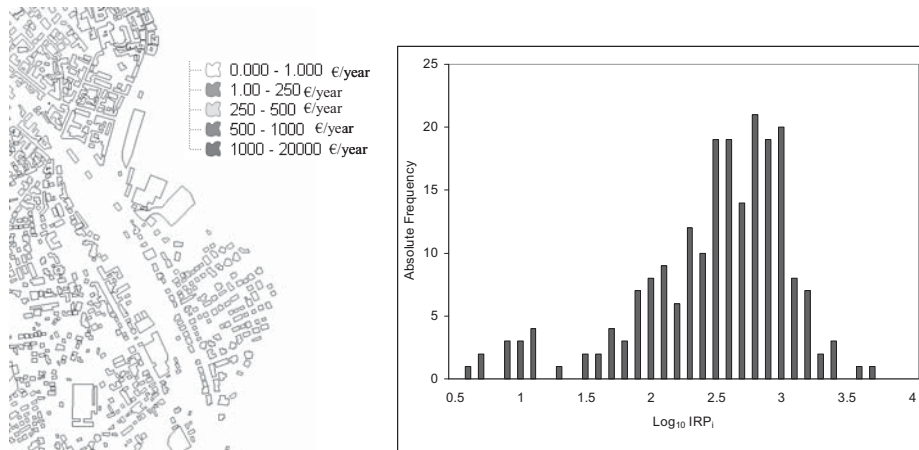 0.000 - 1.000 €/year
1.00 - 250 €/year
250 - 500 €/year
500 - 1000 €/year
1000 - 20000 €/year
25
20
15
10
5
0
Absolute Frequency
0.5 1 1.5 2 2.5 3 3.5 4
Log10 IRPi